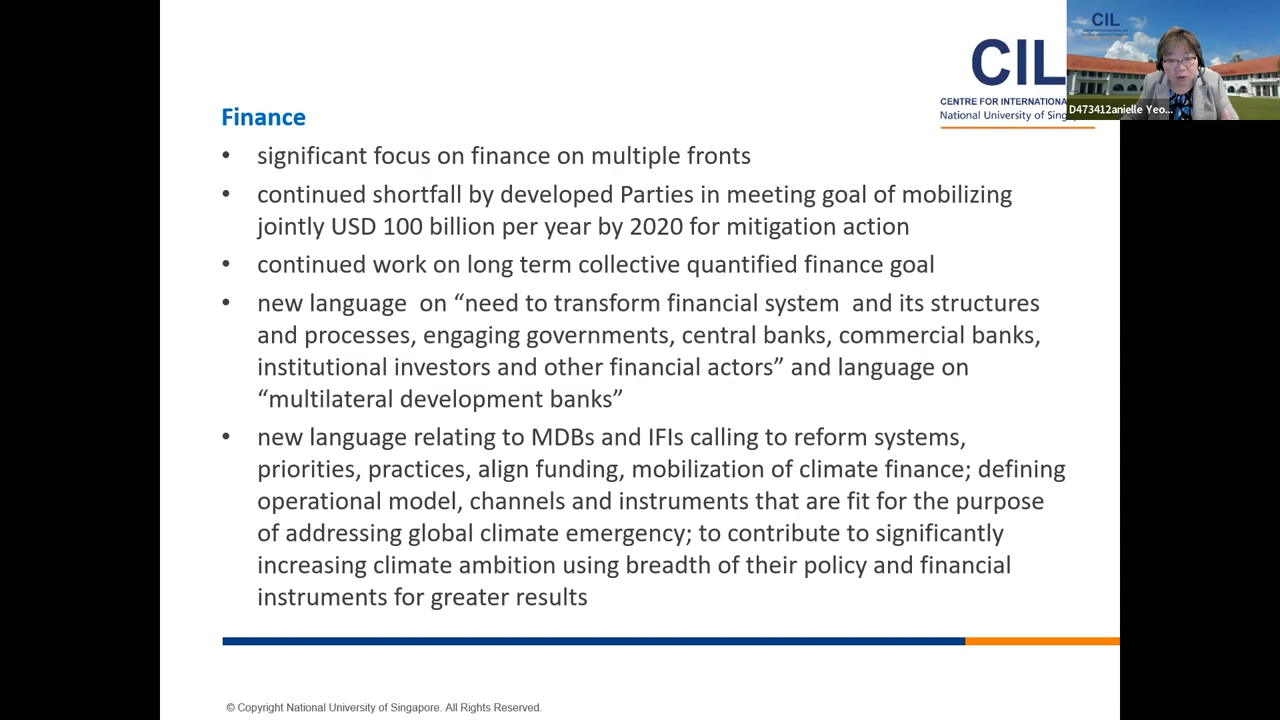 CIL
CENTRE FOR INTERNATIONA
National University of Sing
CIL
D473412anielle Yeo...
Finance
• significant focus on finance on multiple fronts
• continued shortfall by developed Parties in meeting goal of mobilizing
jointly USD 100 billion per year by 2020 for mitigation action
• continued work on long term collective quantified finance goal
• new language on “need to transform financial system and its structures
and processes, engaging governments, central banks, commercial banks,
institutional investors and other financial actors” and language on
“multilateral development banks”
• new language relating to MDBs and IFIs calling to reform systems,
priorities, practices, align funding, mobilization of climate finance; defining
operational model, channels and instruments that are fit for the purpose
of addressing global climate emergency; to contribute to significantly
increasing climate ambition using breadth of their policy and financial
instruments for greater results
© Copyright National University of Singapore. All Rights Reserved.